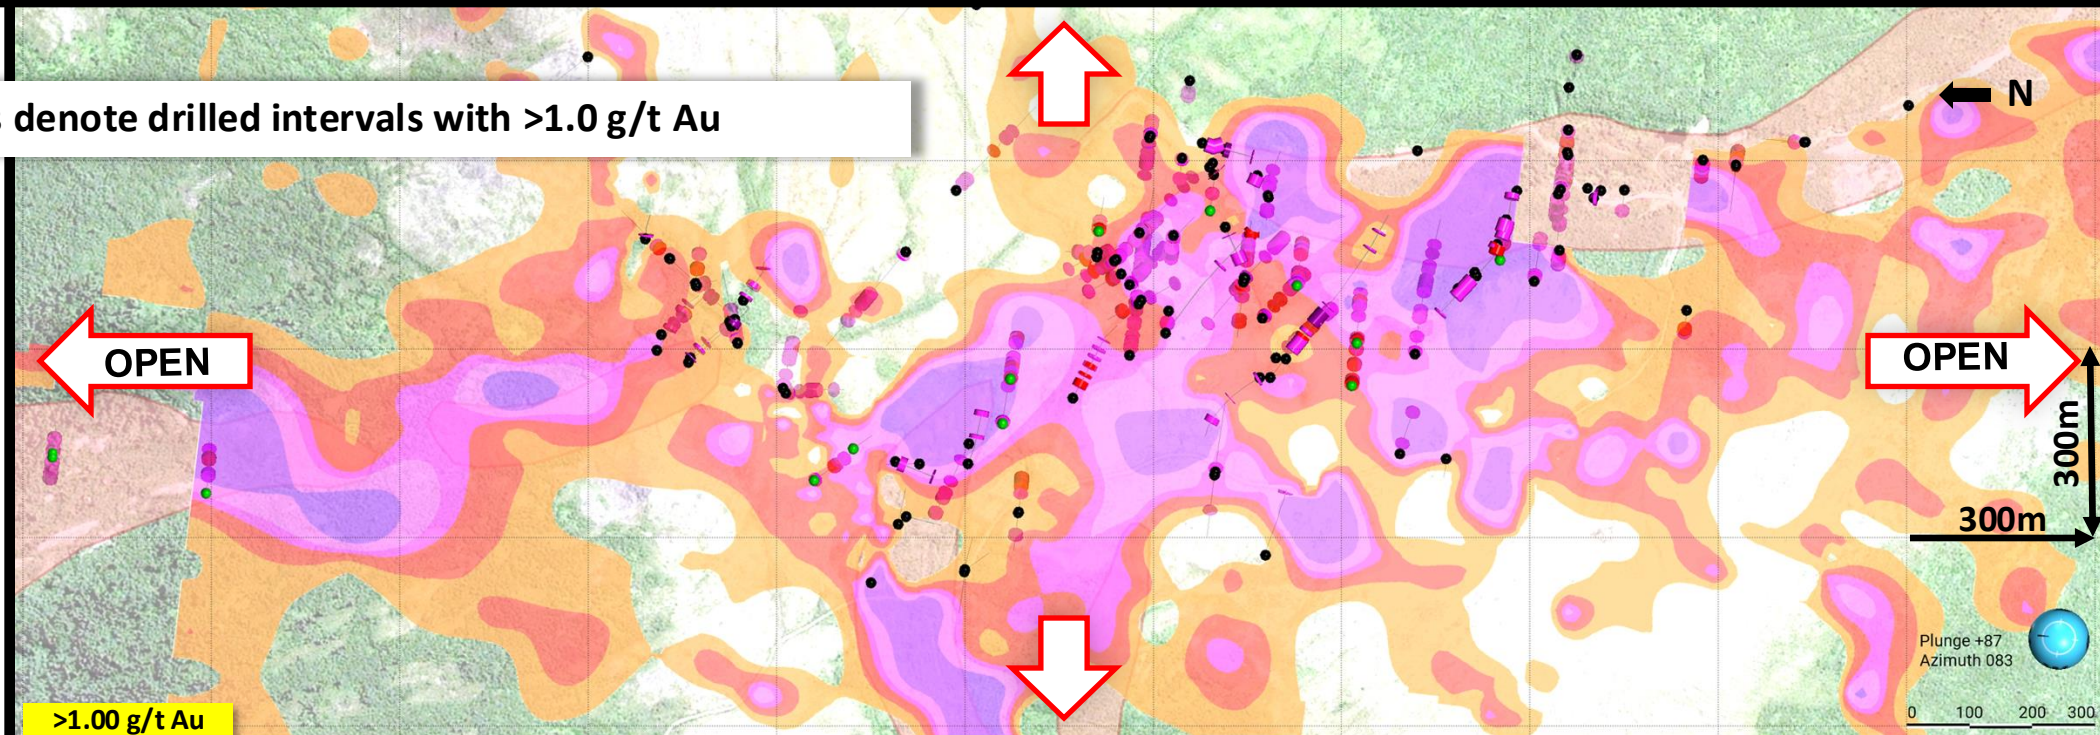 denote drilled intervals with >1.0 g/t Au
N
OPEN
OPEN
300m
300m
Plunge +87
Azimuth 083
0 100 200 300
>1.00 g/t Au